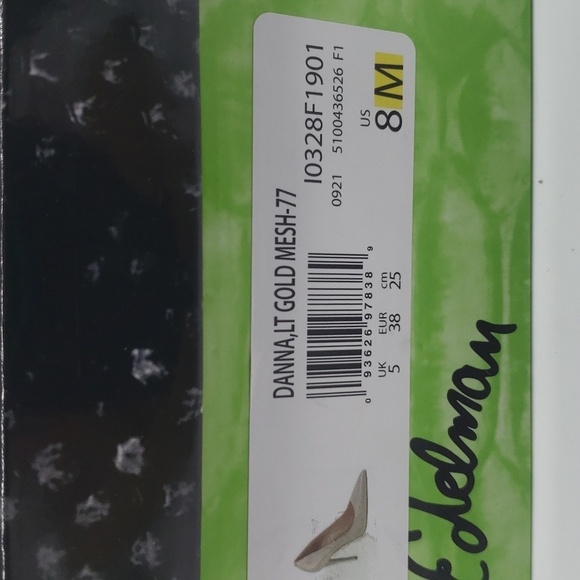 DANNA,LT GOLD MESH-77
I0328F1901
0921 5100436526 F1
0 93626 97838 9
UK EUR cm
5 38 25
US
8 M
Edelman